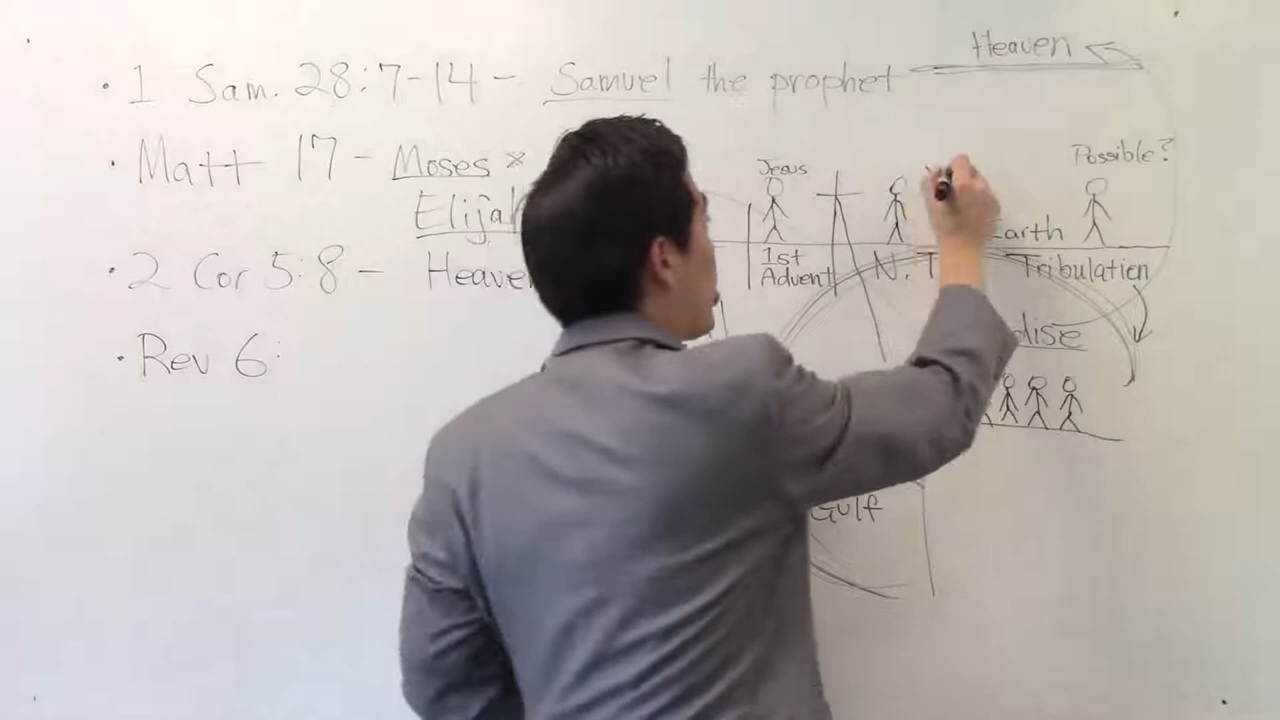 Heaven
• 1 Sam. 28:7-14 - Samuel the prophet
• Matt 17 - Moses *
Elijah
• 2 Cor 5:8 - Heaven
• Rev 6:
Jesus
Possible?
Earth
1st
Advent
N.T
Tribulation
Gulf